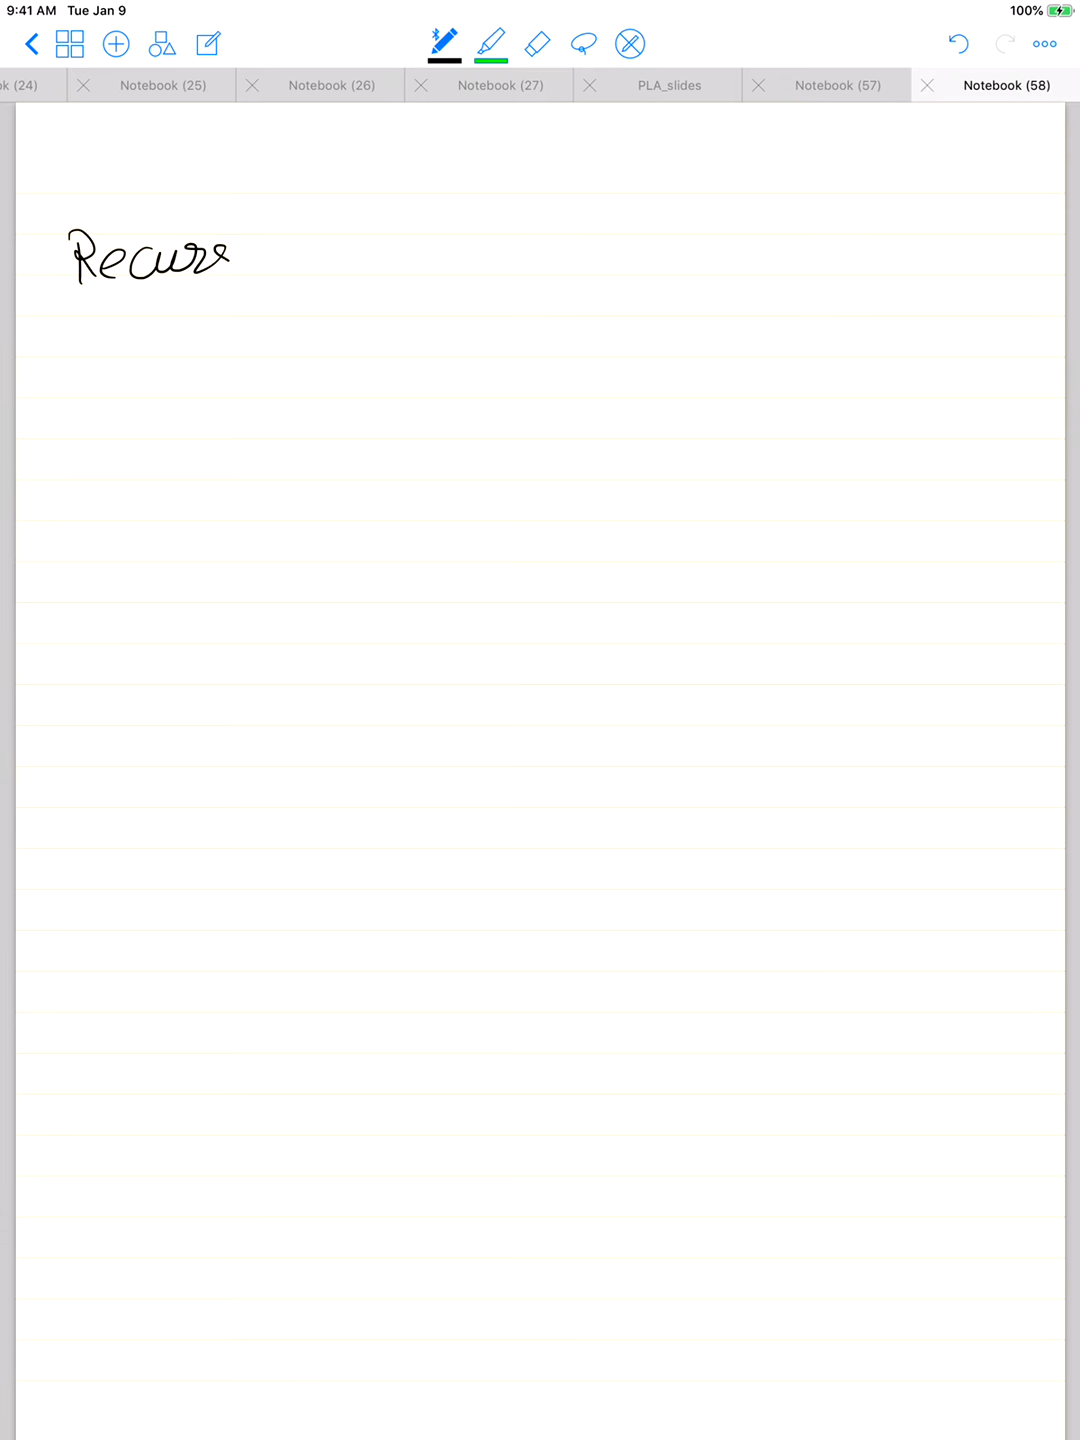 9:41 AM Tue Jan 9 100%
k (24) Notebook (25) Notebook (26) Notebook (27) PLA_slides Notebook (57) Notebook (58)
Recurs